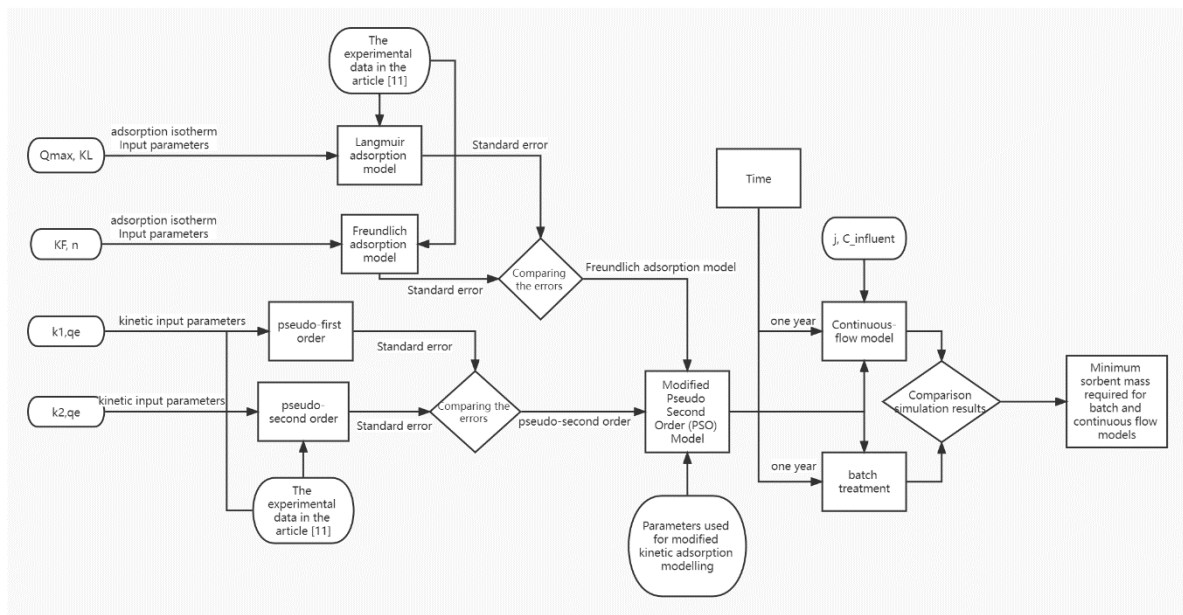 The
experimental
data in the
article [11]
adsorption isotherm
Input parameters
Qmax, KL
Langmuir
adsorption
model
Standard error
Time
adsorption isotherm
Input parameters
KF, n
Freundlich
adsorption
model
j, C_influent
Comparing
the errors
Freundlich adsorption model
Standard error
k1,qe
kinetic input parameters
pseudo-first
order
Standard error
one year
Continuous-
flow model
k2,qe
kinetic input parameters
pseudo-
second order
Standard error
Comparing the
errors
pseudo-second order
Modified
Pseudo
Second
Order (PSO)
Model
Comparison
simulation results
Minimum
sorbent mass
required for
batch and
continuous flow
models
one year
batch
treatment
The
experimental
data in the
article [11]
Parameters used
for modified
kinetic adsorption
modelling